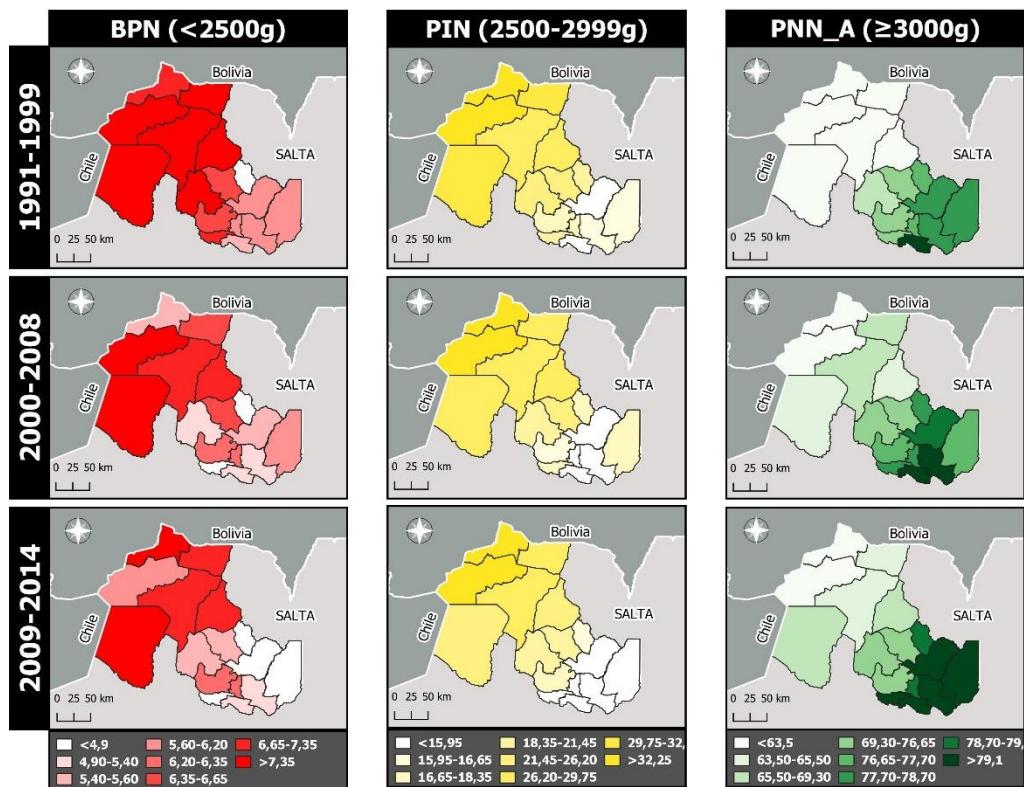 BPN (<2500g)
PIN (2500-2999g)
PNN_A (≥3000g)
1991-1999
Bolivia
Chile
SALTA
0 25 50 km
Bolivia
Chile
SALTA
0 25 50 km
Bolivia
Chile
SALTA
0 25 50 km
2000-2008
Bolivia
Chile
SALTA
0 25 50 km
Bolivia
Chile
SALTA
0 25 50 km
Bolivia
Chile
SALTA
0 25 50 km
2009-2014
Bolivia
Chile
SALTA
0 25 50 km
Bolivia
Chile
SALTA
0 25 50 km
Bolivia
Chile
SALTA
0 25 50 km
<4,9
5,60-6,20
6,65-7,35
4,90-5,40
6,20-6,35
>7,35
5,40-5,60
6,35-6,65
<15,95
18,35-21,45
29,75-32,
15,95-16,65
21,45-26,20
>32,25
16,65-18,35
26,20-29,75
<63,5
69,30-76,65
78,70-79,
63,50-65,50
76,65-77,70
>79,1
65,50-69,30
77,70-78,70